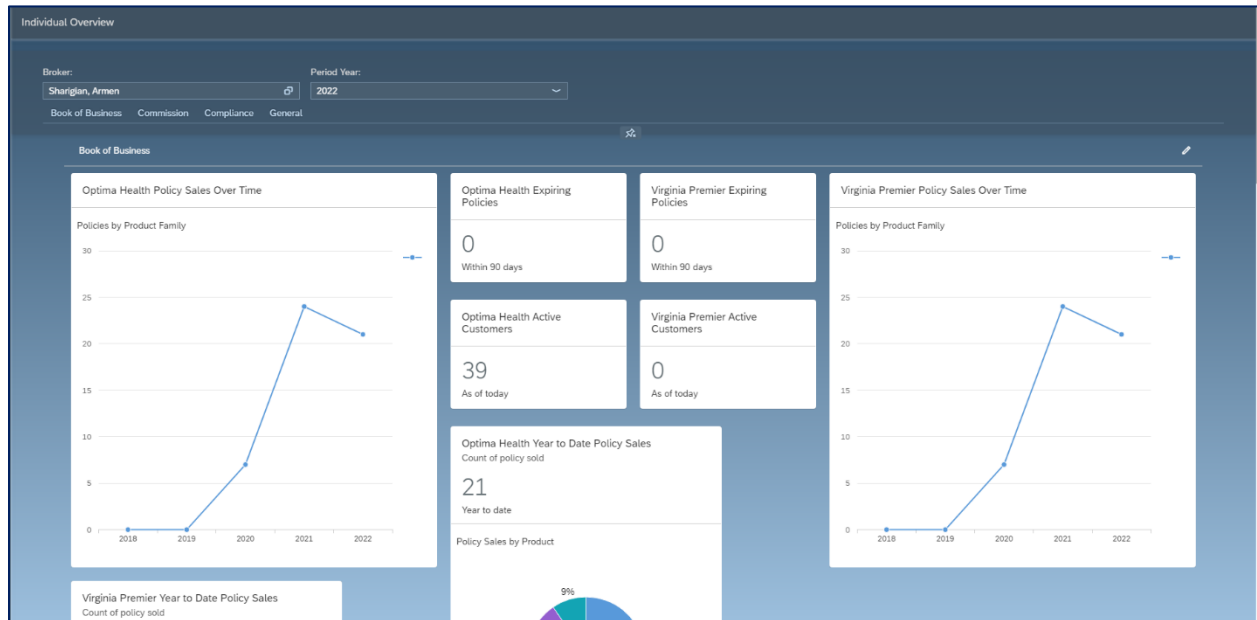 Individual Overview
Broker:
Period Year:
Sharigian, Armen
2022
Book of Business
Commission
Compliance
General
Book of Business
Optima Health Policy Sales Over Time
Policies by Product Family
30
25
20
15
10
5
0
2018
2019
2020
2021
2022
Optima Health Expiring
Policies
0
Within 90 days
Virginia Premier Expiring
Policies
0
Within 90 days
Optima Health Active
Customers
39
As of today
Virginia Premier Active
Customers
0
As of today
Optima Health Year to Date Policy Sales
Count of policy sold
21
Year to date
Policy Sales by Product
9%
Virginia Premier Policy Sales Over Time
Policies by Product Family
30
25
20
15
10
5
0
2018
2019
2020
2021
2022
Virginia Premier Year to Date Policy Sales
Count of policy sold